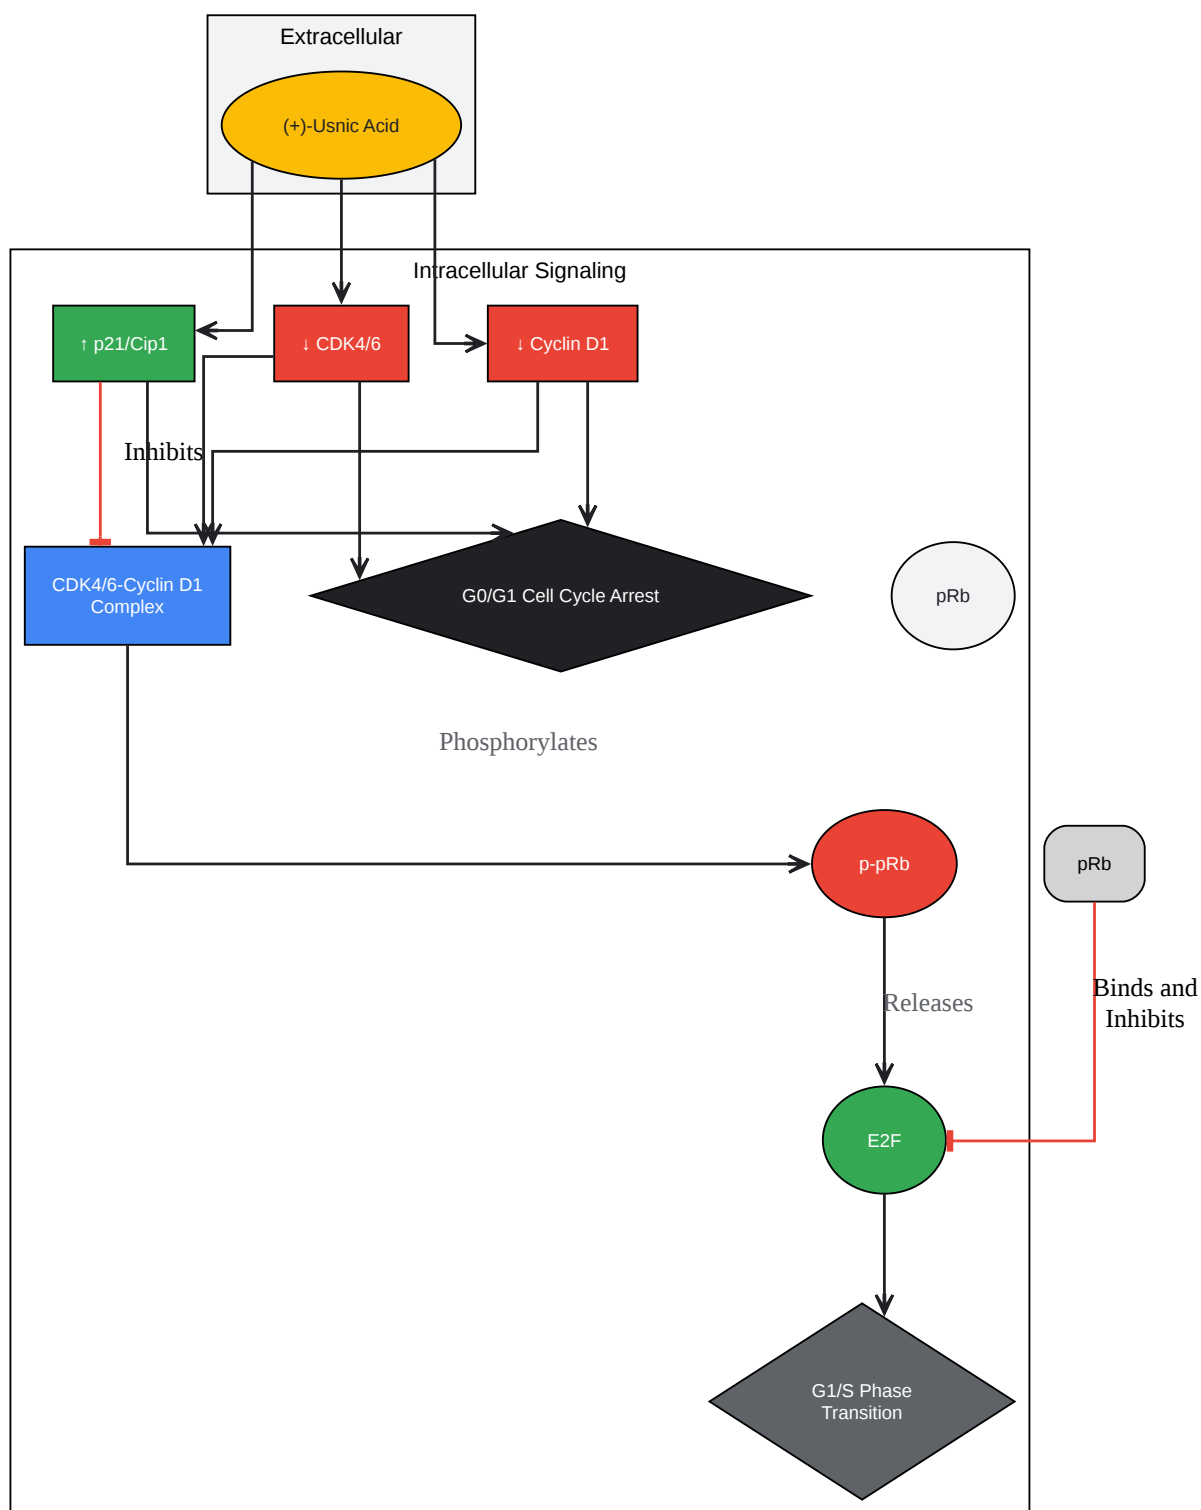 Extracellular
(+)-Usnic Acid
Intracellular Signaling
↑ p21/Cip1
↓ CDK4/6
↓ Cyclin D1
Inhibits
CDK4/6-Cyclin D1
Complex
G0/G1 Cell Cycle Arrest
pRb
Phosphorylates
p-pRb
pRb
Releases
Binds and
Inhibits
E2F
G1/S Phase
Transition